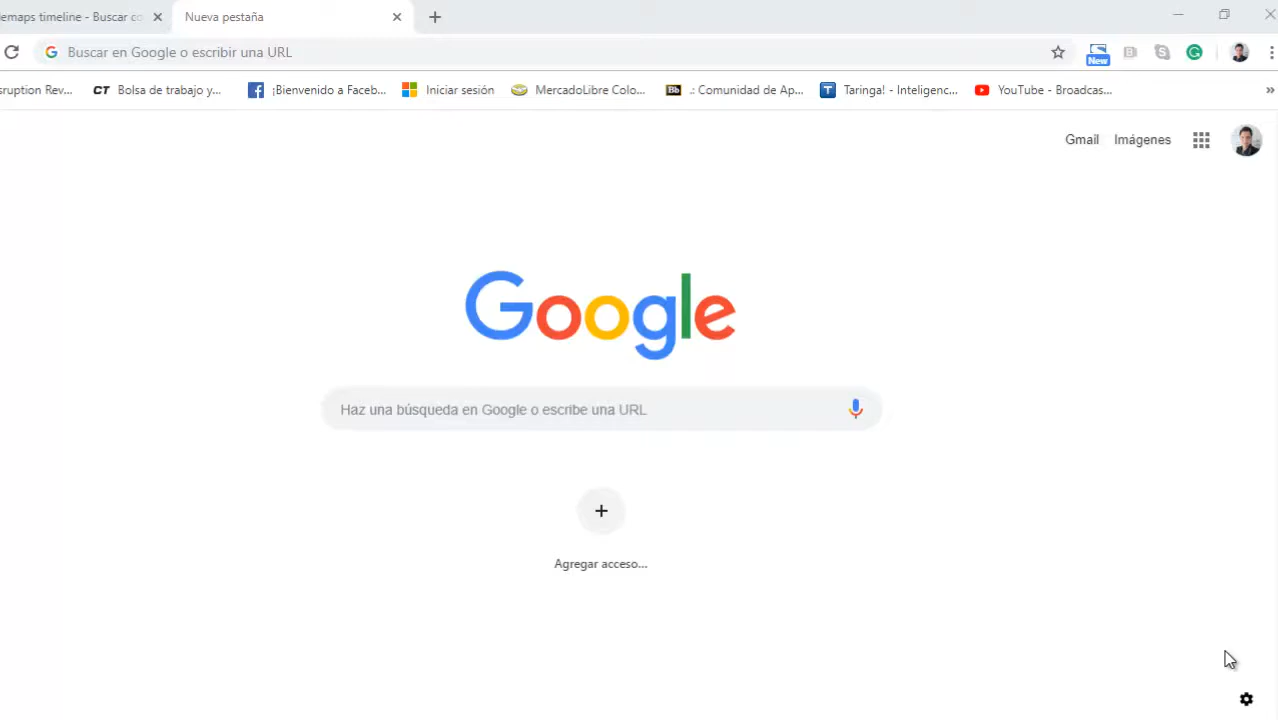 emaps timeline - Buscar co
Nueva pestaña
Buscar en Google o escribir una URL
New
sruption Rev...
CT Bolsa de trabajo y...
¡Bienvenido a Faceb...
Iniciar sesión
MercadoLibre Colo...
Bb .: Comunidad de Ap...
T Taringa! - Inteligenc...
YouTube - Broadcas...
»
Gmail Imágenes
Google
Haz una búsqueda en Google o escribe una URL
Agregar acceso...